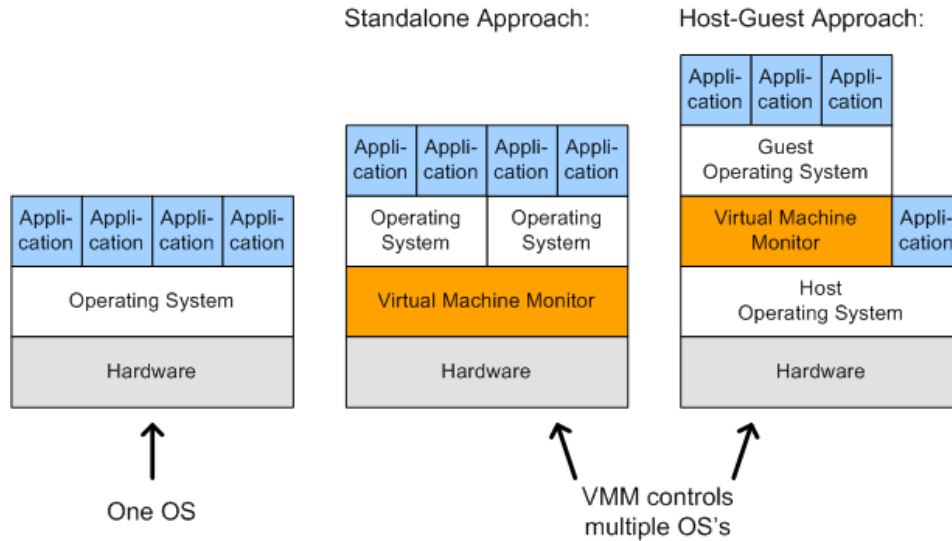 Standalone Approach:
Host-Guest Approach:
Appli-
cation
Appli-
cation
Appli-
cation
Appli-
cation
Operating System
Hardware
One OS
Appli-
cation
Appli-
cation
Appli-
cation
Appli-
cation
Operating
System
Operating
System
Virtual Machine Monitor
Hardware
Appli-
cation
Appli-
cation
Appli-
cation
Guest
Operating System
Virtual Machine
Monitor
Appli-
cation
Host
Operating System
Hardware
VMM controls
multiple OS's